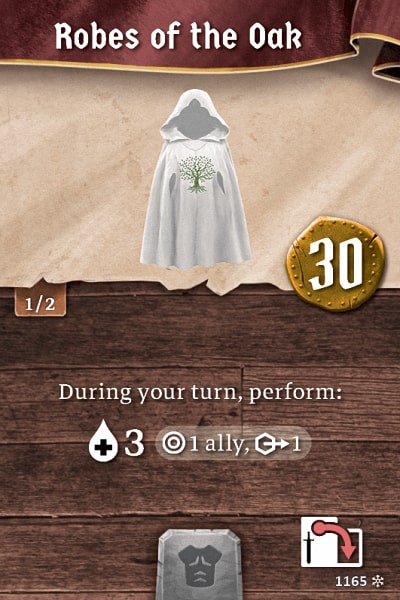 Robes of the Oak
30
1/2
During your turn, perform:
3 1 ally, 1
1165